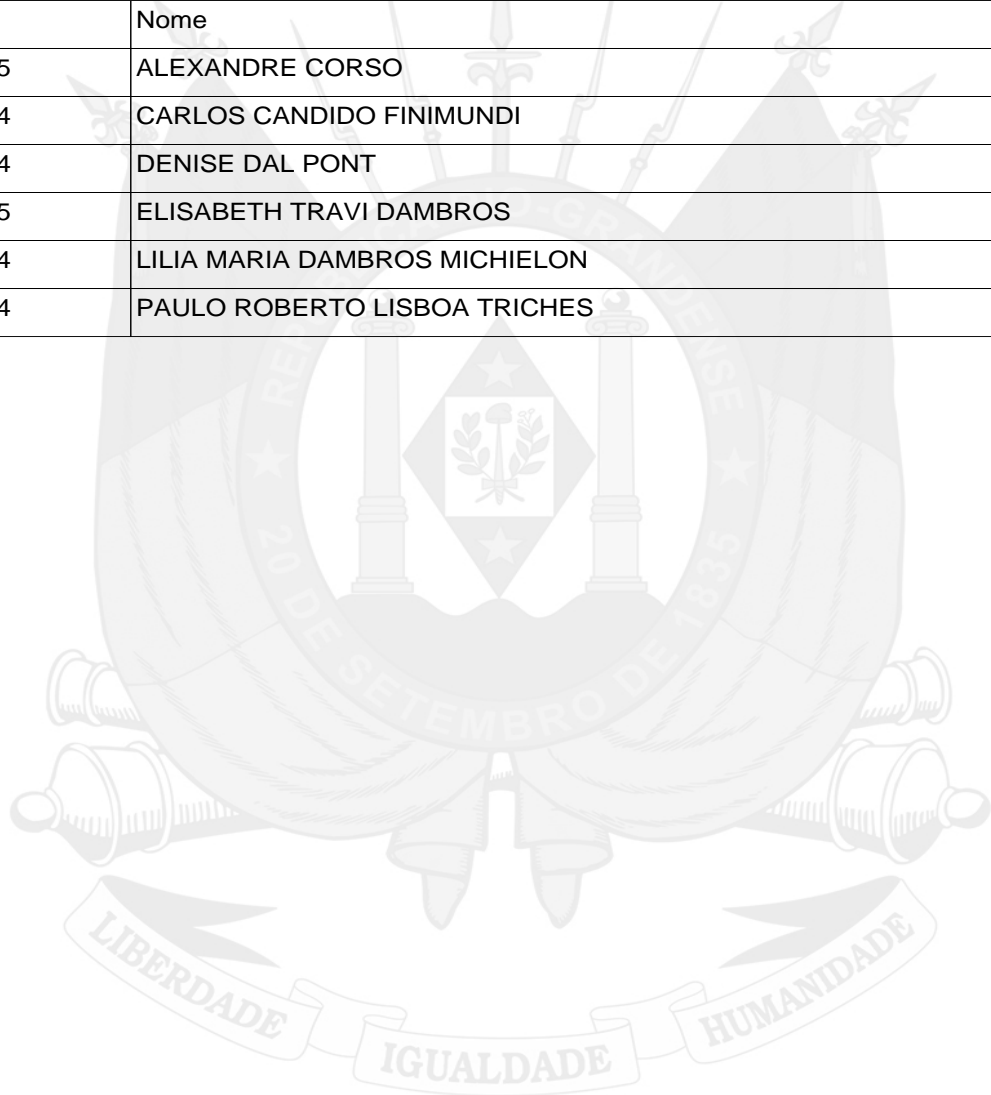 Nome
5 ALEXANDRE CORSO
4 CARLOS CANDIDO FINIMUNDI
4 DENISE DAL PONT
5 ELISABETH TRAVI DAMBROS
4 LILIA MARIA DAMBROS MICHIELON
4 PAULO ROBERTO LISBOA TRICHES
REPUBLICA RIO-GRANDENSE
20 DE SETEMBRO DE 1835
LIBERDADE IGUALDADE HUMANIDADE